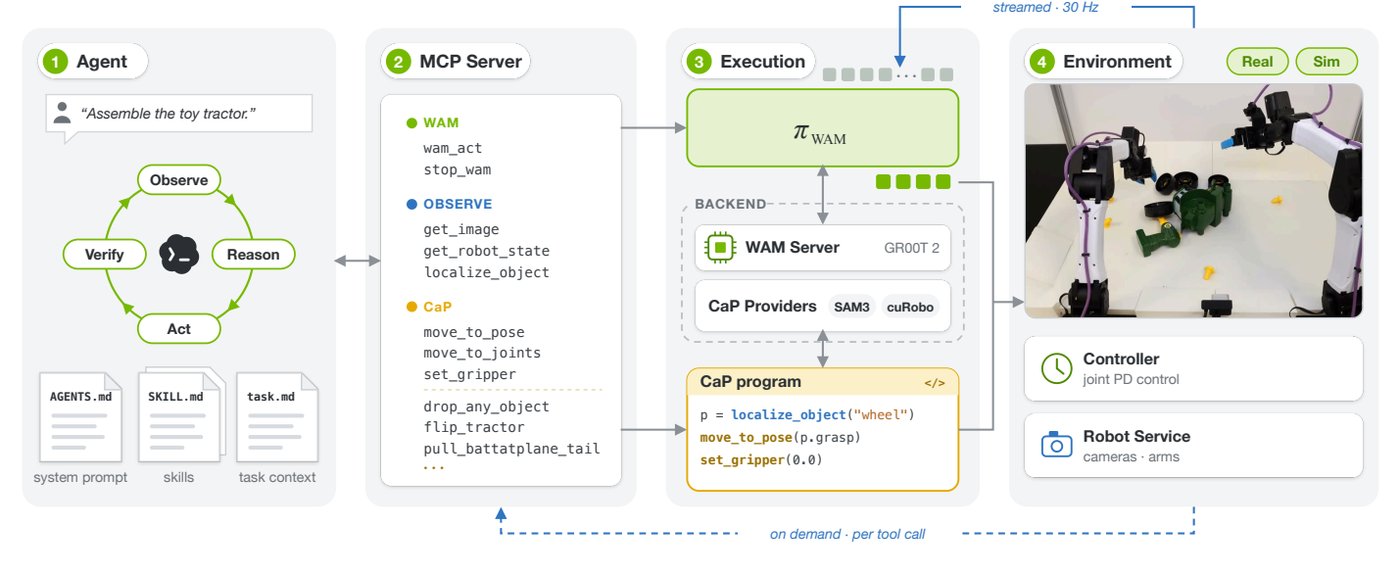 streamed · 30 Hz
1 Agent
“Assemble the toy tractor.”
Observe
Verify
Reason
Act
AGENTS.md
SKILL.md
task.md
system prompt
skills
task context
2 MCP Server
WAM
wam_act
stop_wam
OBSERVE
get_image
get_robot_state
localize_object
CaP
move_to_pose
move_to_joints
set_gripper
drop_any_object
flip_tractor
pull_battatplane_tail
...
3 Execution
...
π WAM
BACKEND
WAM Server GR00T 2
CaP Providers SAM3 cuRobo
CaP program </>
p = localize_object("wheel")
move_to_pose(p.grasp)
set_gripper(0.0)
4 Environment Real Sim
Controller
joint PD control
Robot Service
cameras · arms
on demand · per tool call